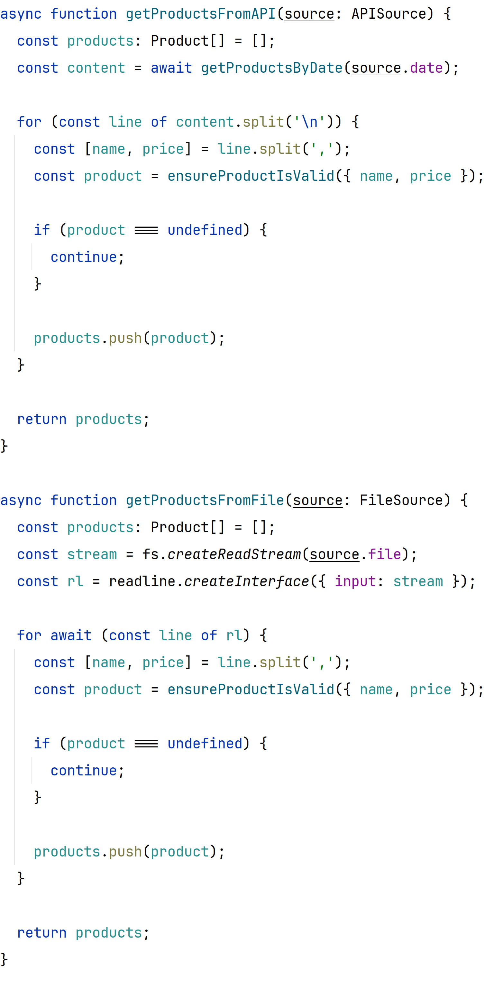 async function getProductsFromAPI(source: APISource) {
  const products: Product[] = [];
  const content = await getProductsByDate(source.date);

  for (const line of content.split('\n')) {
    const [name, price] = line.split(',');
    const product = ensureProductIsValid({ name, price });

    if (product === undefined) {
      continue;
    }

    products.push(product);
  }

  return products;
}

async function getProductsFromFile(source: FileSource) {
  const products: Product[] = [];
  const stream = fs.createReadStream(source.file);
  const rl = readline.createInterface({ input: stream });

  for await (const line of rl) {
    const [name, price] = line.split(',');
    const product = ensureProductIsValid({ name, price });

    if (product === undefined) {
      continue;
    }

    products.push(product);
  }

  return products;
}